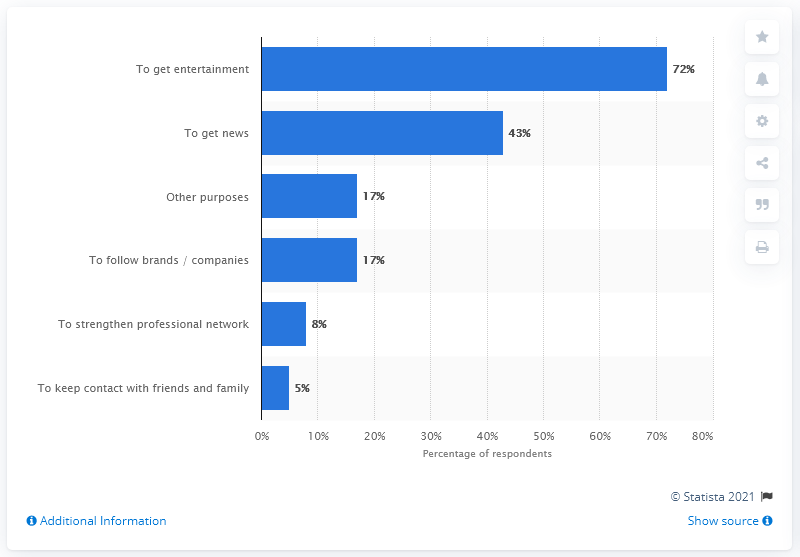 To get entertainment 72%
To get news 43%
Other purposes 17%
To follow brands / companies 17%
To strengthen professional network 8%
To keep contact with friends and family 5%
0% 10% 20% 30% 40% 50% 60% 70% 80%
Percentage of respondents
© Statista 2021
Additional Information Show source